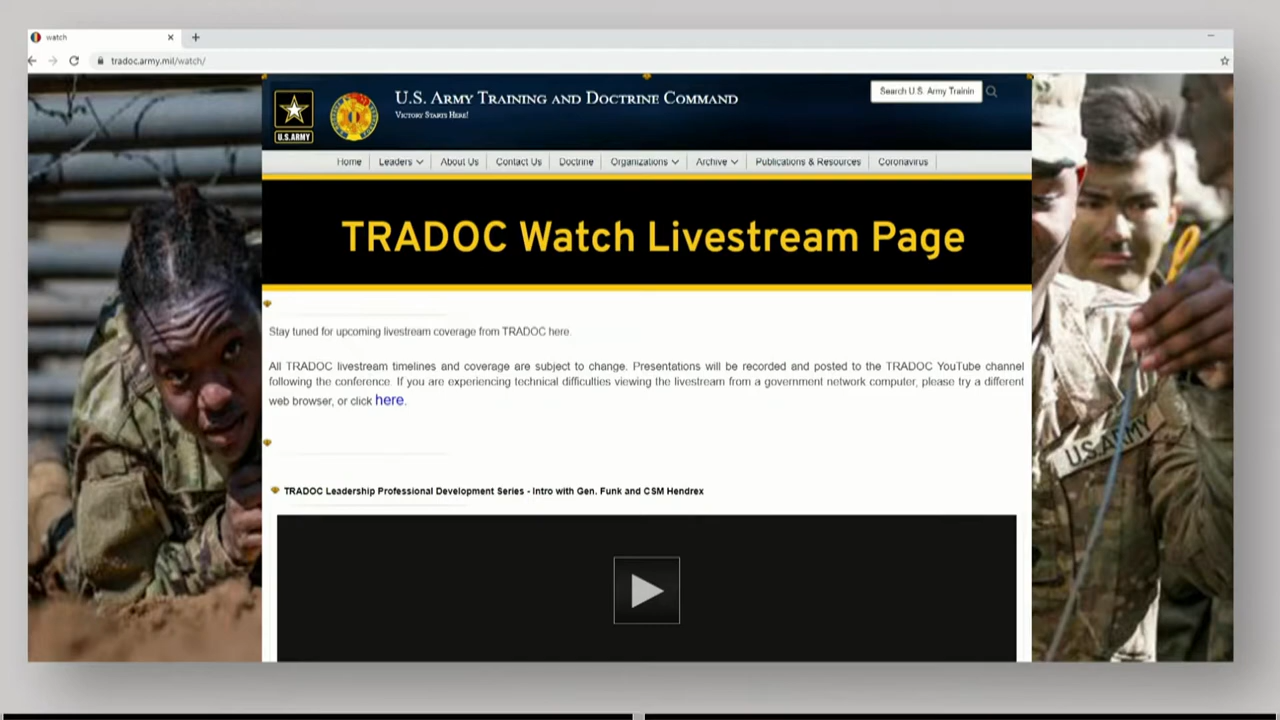 watch
tradoc.army.mil/watch/
U.S. ARMY
U.S. ARMY TRAINING AND DOCTRINE COMMAND
VICTORY STARTS HERE!
Search U.S. Army Trainin
Home Leaders About Us Contact Us Doctrine Organizations Archive Publications & Resources Coronavirus
TRADOC Watch Livestream Page
Stay tuned for upcoming livestream coverage from TRADOC here.
All TRADOC livestream timelines and coverage are subject to change. Presentations will be recorded and posted to the TRADOC YouTube channel
following the conference. If you are experiencing technical difficulties viewing the livestream from a government network computer, please try a different
web browser, or click here.
U.S. ARMY
TRADOC Leadership Professional Development Series - Intro with Gen. Funk and CSM Hendrex